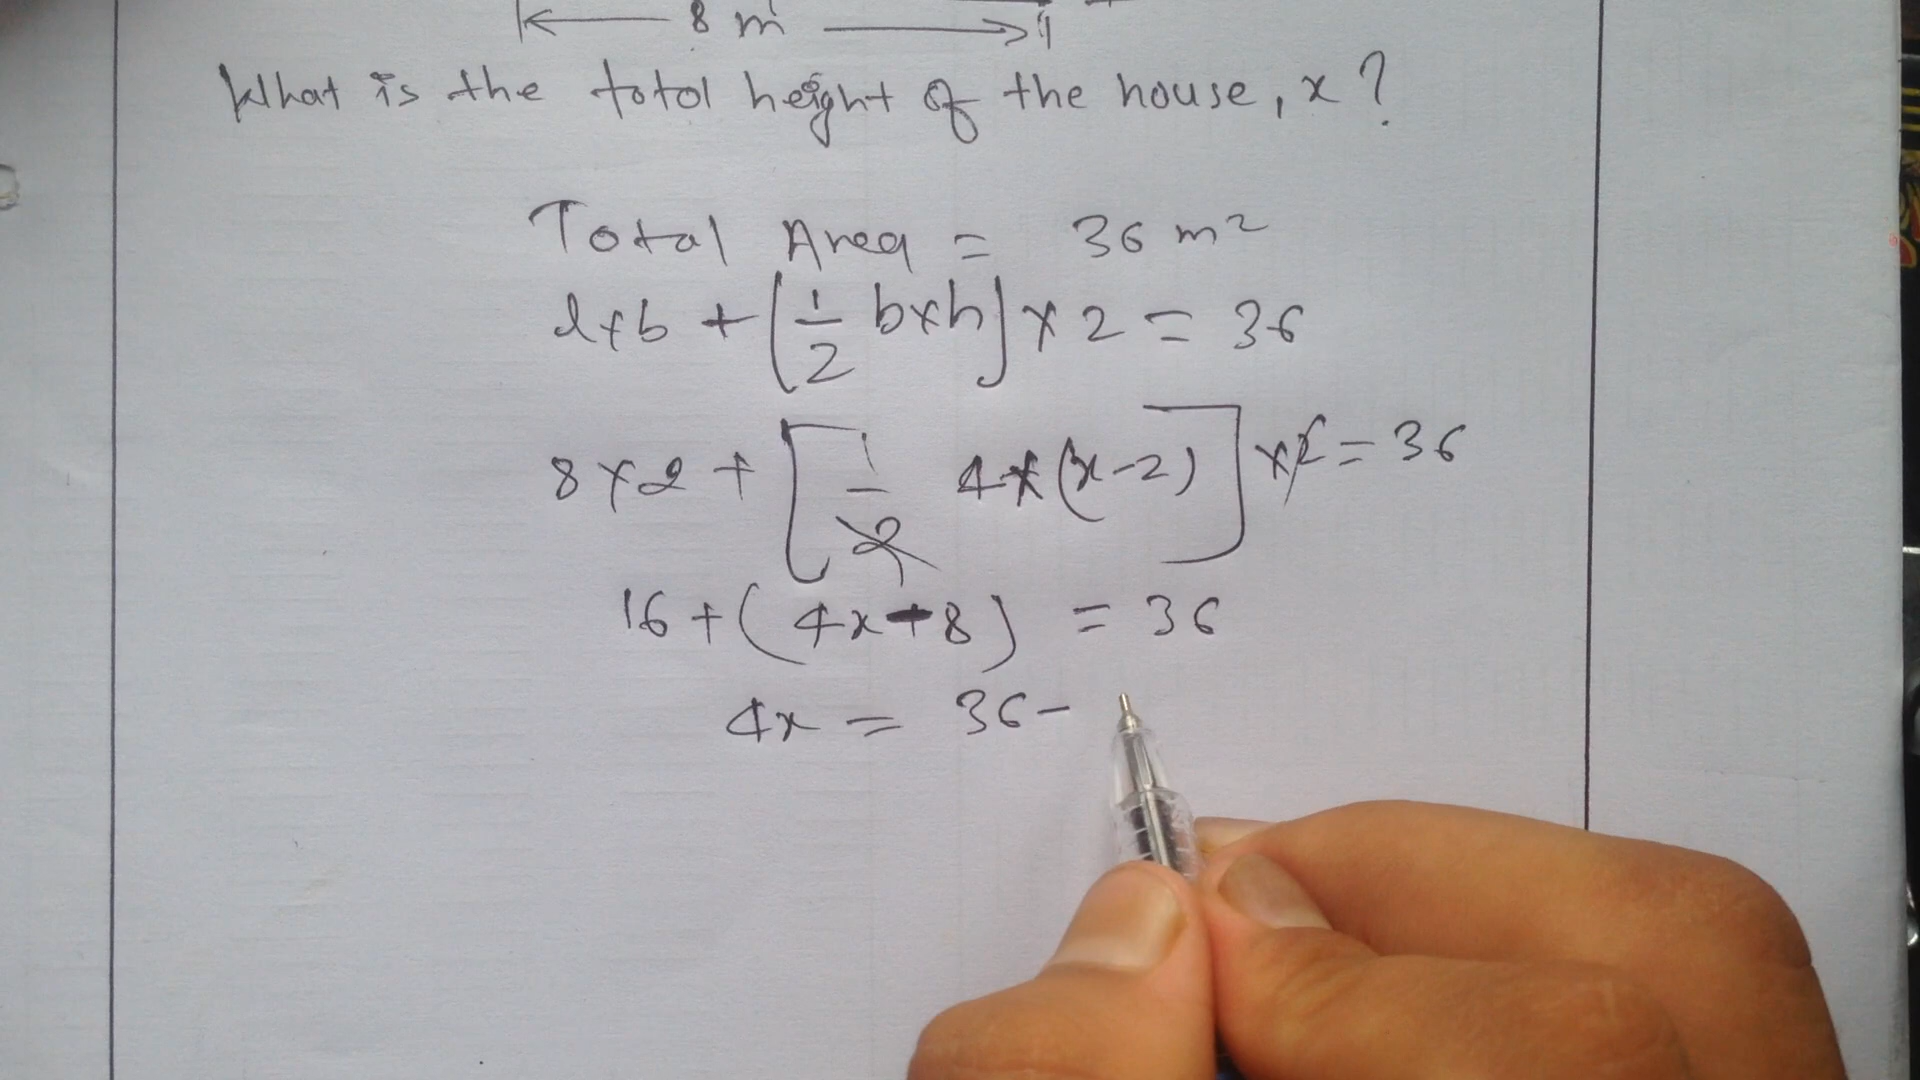 8 m
What is the total height of the house, x?
Total Area = 36 m²
l×b + [1/2 b×h] × 2 = 36
8×2 + [1/2 4×(x-2)] ×2 = 36
16 + (4x - 8) = 36
4x = 36 -